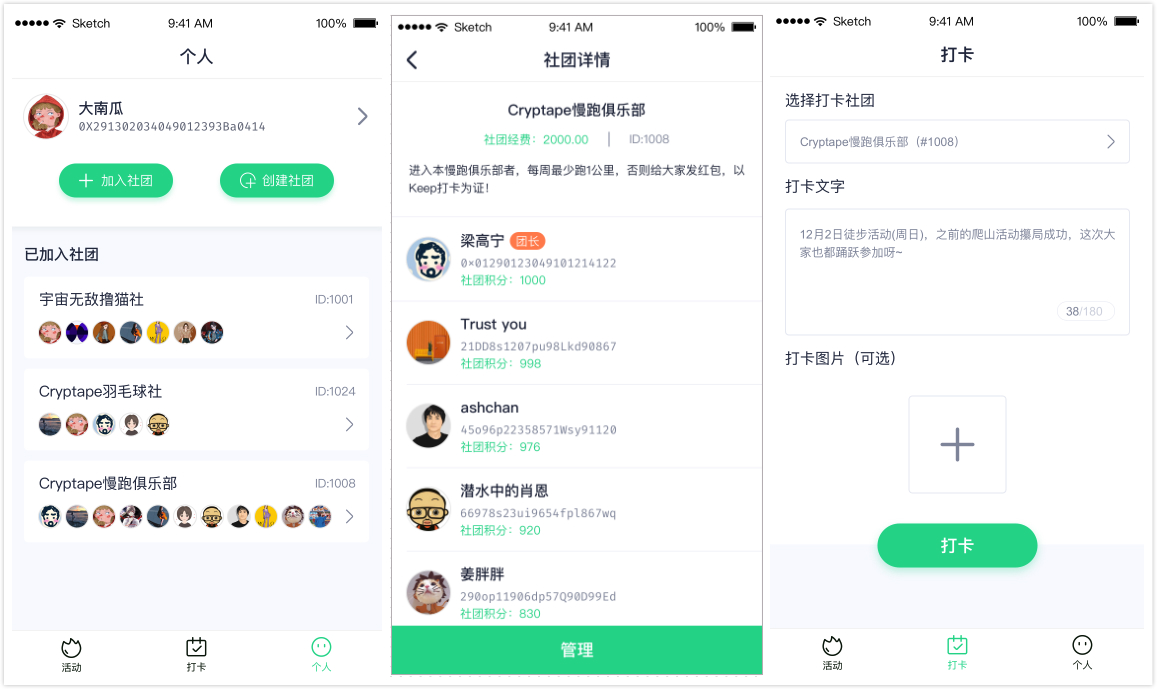 Sketch 9:41 AM 100%
个人
大南瓜
0X291302034049012393Ba0414
加入社团 创建社团
已加入社团
宇宙无敌撸猫社 ID:1001
Cryptape羽毛球社 ID:1024
Cryptape慢跑俱乐部 ID:1008
活动 打卡 个人
Sketch 9:41 AM 100%
社团详情
Cryptape慢跑俱乐部
社团经费：2000.00 | ID:1008
进入本慢跑俱乐部者，每周最少跑1公里，否则给大家发红包，以
Keep打卡为证！
梁高宁 团长
0×01290123049101214122
社团积分：1000
Trust you
21DD8s1207pu98Lkd90867
社团积分：998
ashchan
45o96p22358571Wsy91120
社团积分：976
潜水中的肖恩
66978s23ui9654fpl867wq
社团积分：920
姜胖胖
290op11906dp57Q90D99Ed
社团积分：830
管理
Sketch 9:41 AM 100%
打卡
选择打卡社团
Cryptape慢跑俱乐部（#1008）
打卡文字
12月2日徒步活动(周日)，之前的爬山活动攥局成功，这次大
家也都踊跃参加呀~
38/180
打卡图片（可选）
打卡
活动 打卡 个人